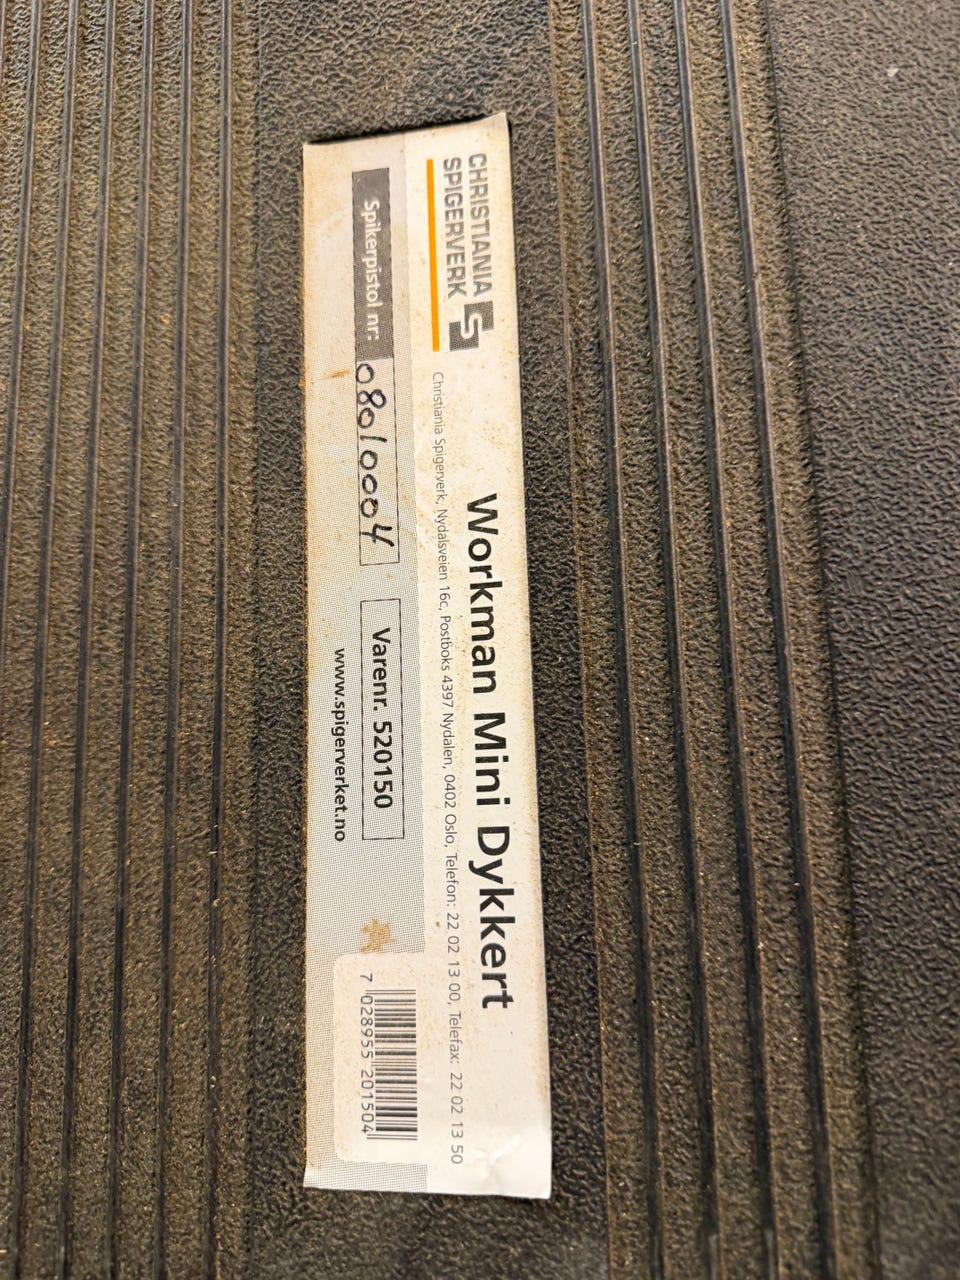 CHRISTIANIA
SPIGERVERK
Workman Mini Dykkert
Christiania Spigerverk, Nydalsveien 16c, Postboks 4397 Nydalen, 0402 Oslo, Telefon: 22 02 13 00, Telefax: 22 02 13 50
Spikerpistol nr: 08010004
Varenr. 520150
www.spigerverket.no
7 028955 201504